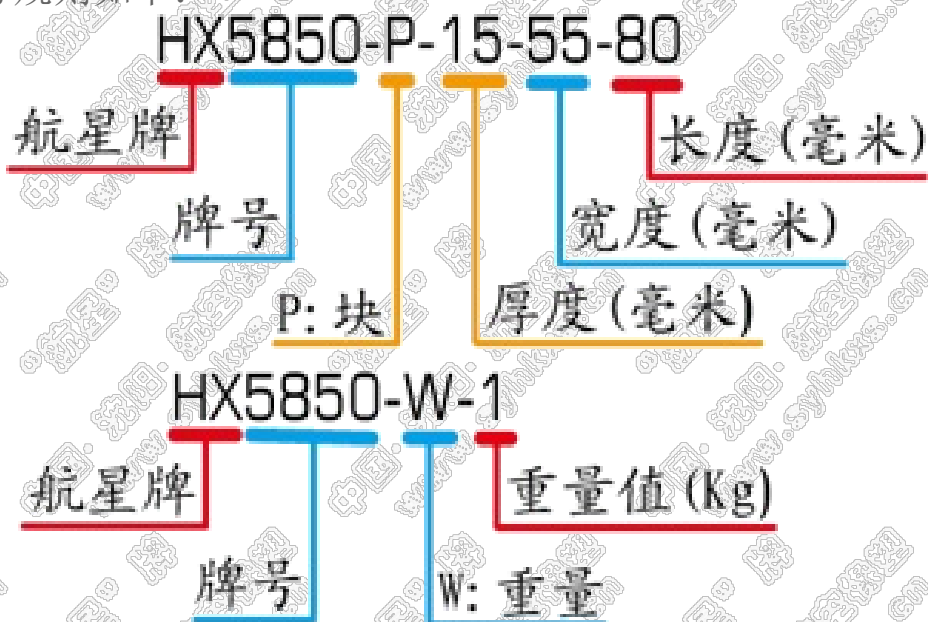 HX5850-P-15-55-80
航星牌
长度(毫米)
牌号
宽度(毫米)
P: 块
厚度(毫米)
HX5850-W-1
航星牌
重量值(Kg)
牌号
W: 重量